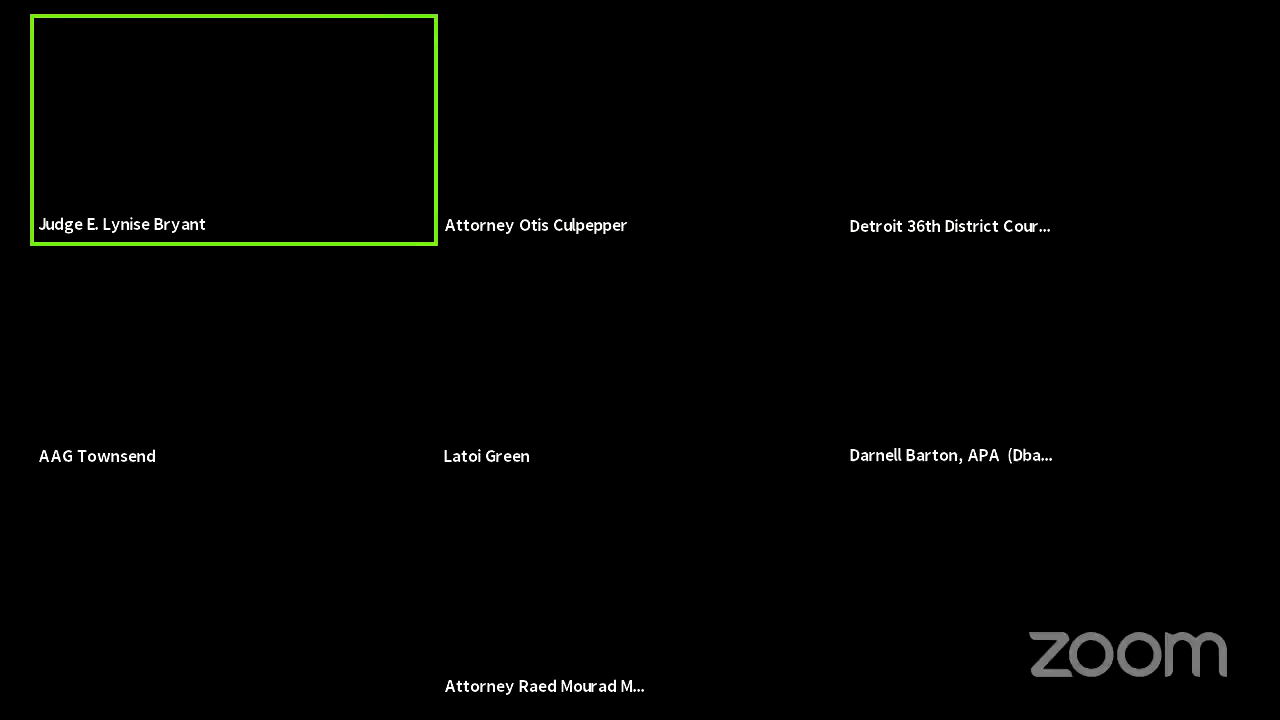 Judge E. Lynise Bryant
Attorney Otis Culpepper
Detroit 36th District Cour...
AAG Townsend
Latoi Green
Darnell Barton, APA (Dba...
Attorney Raed Mourad M...
zoom